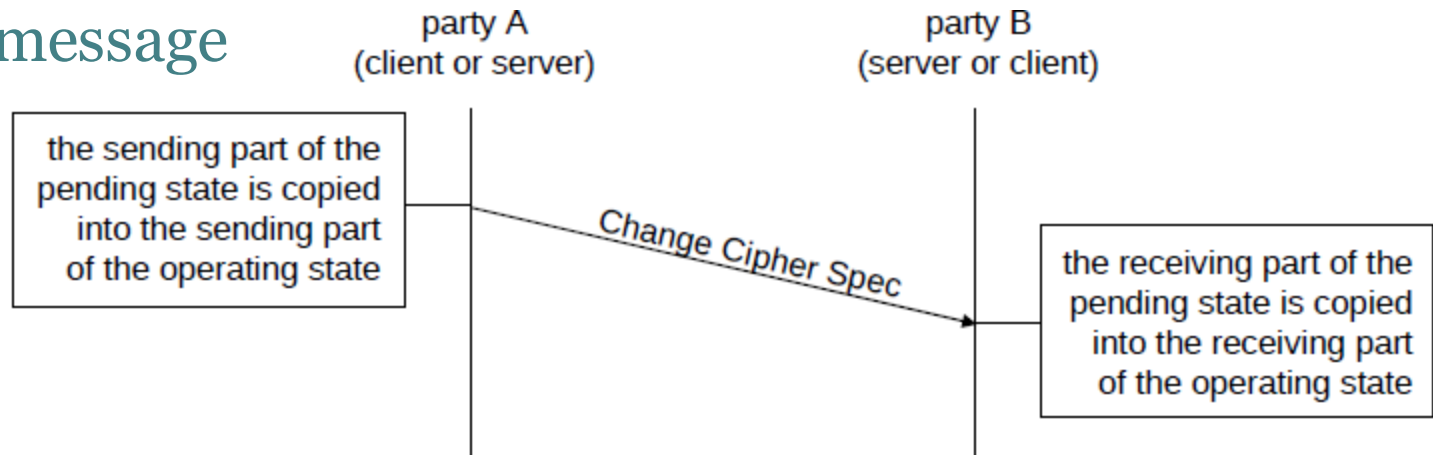 message
party A
(client or server)
party B
(server or client)
the sending part of the
pending state is copied
into the sending part
of the operating state
Change Cipher Spec
the receiving part of the
pending state is copied
into the receiving part
of the operating state